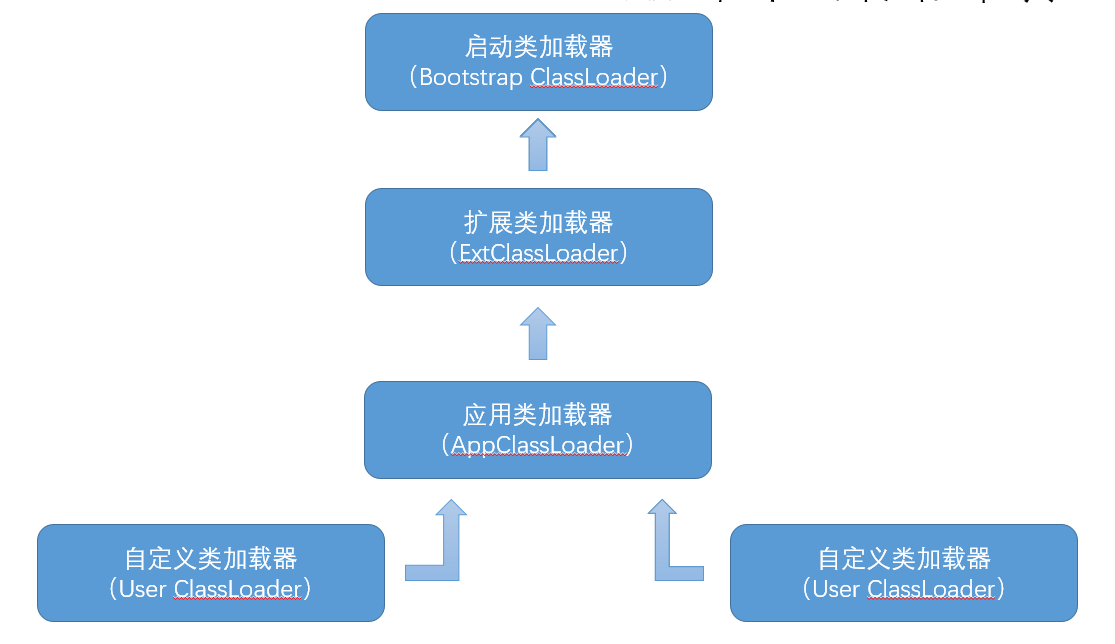 启动类加载器
（Bootstrap ClassLoader）
扩展类加载器
（ExtClassLoader）
应用类加载器
（AppClassLoader）
自定义类加载器
（User ClassLoader）
自定义类加载器
（User ClassLoader）